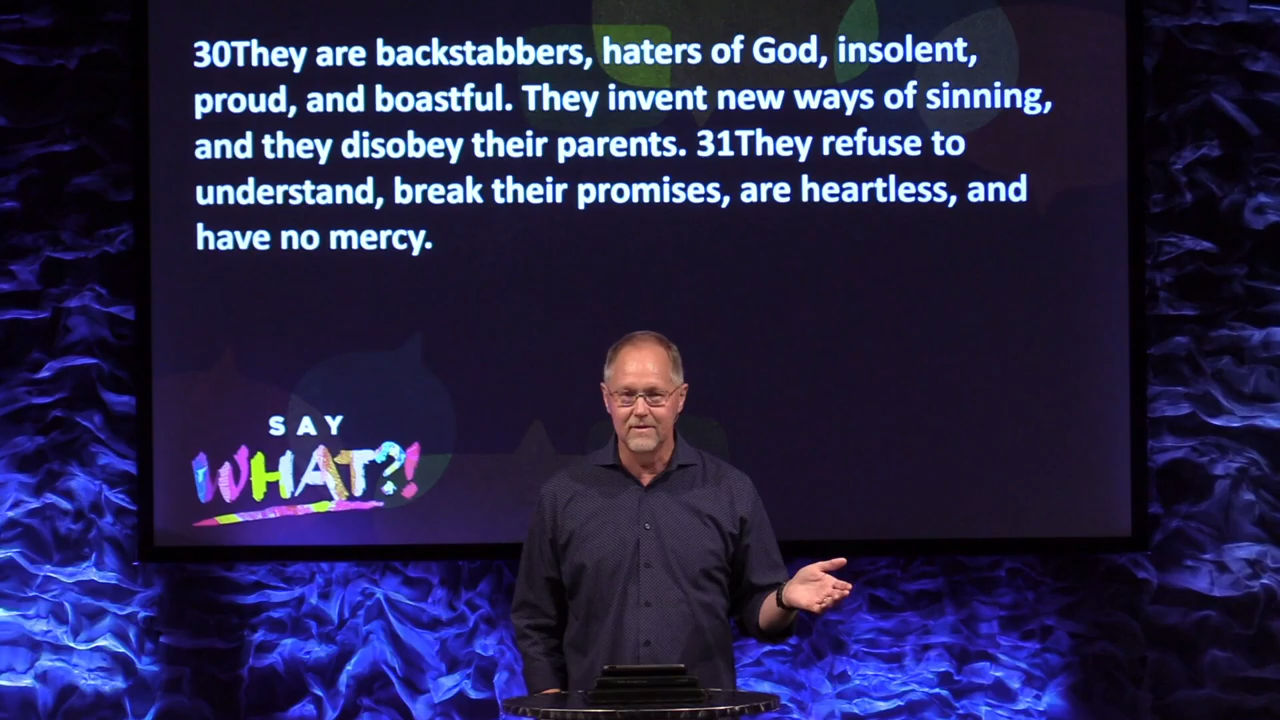 30They are backstabbers, haters of God, insolent,
proud, and boastful. They invent new ways of sinning,
and they disobey their parents. 31They refuse to
understand, break their promises, are heartless, and
have no mercy.
SAY
WHAT?!